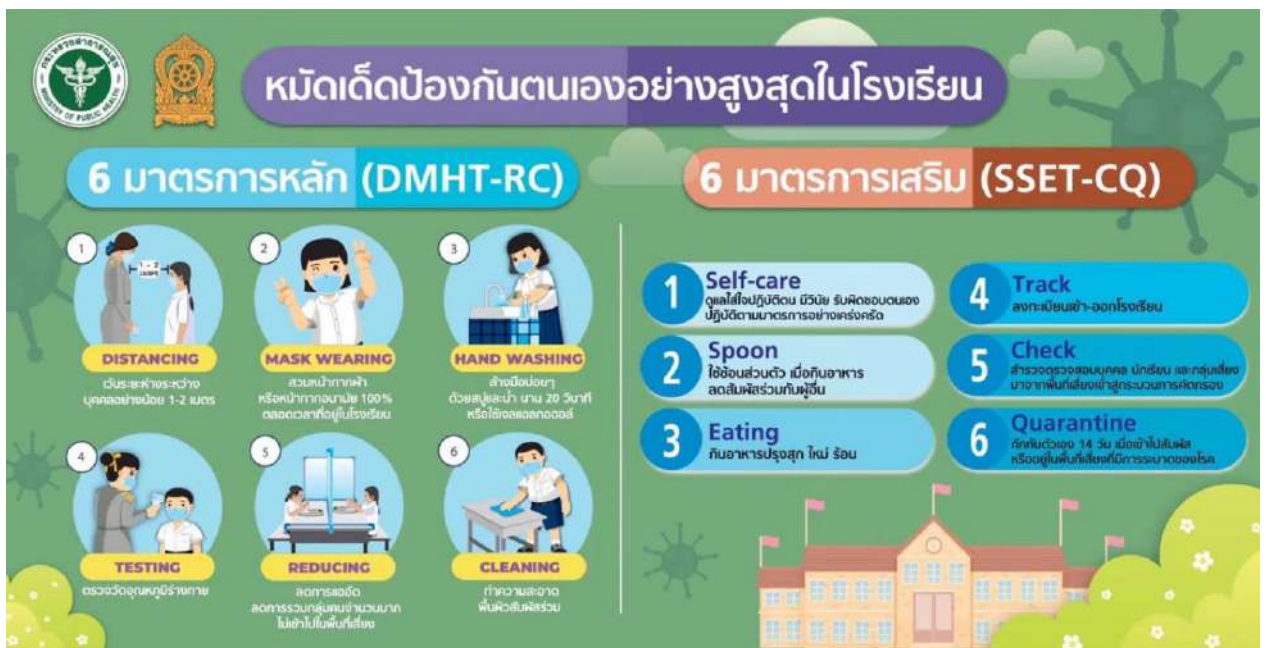 กระทรวงสาธารณสุข
MINISTRY OF PUBLIC HEALTH
หมัดเด็ดป้องกันตนเองอย่างสูงสุดในโรงเรียน
6 มาตรการหลัก (DMHT-RC)
1
1 - 2
เมตร
DISTANCING
เว้นระยะห่างระหว่าง
บุคคลอย่างน้อย 1-2 เมตร
2
MASK WEARING
สวมหน้ากากผ้า
หรือหน้ากากอนามัย 100%
ตลอดเวลาที่อยู่ในโรงเรียน
3
HAND WASHING
ล้างมือบ่อยๆ
ด้วยสบู่และน้ำ นาน 20 วินาที
หรือใช้เจลแอลกอฮอล์
4
TESTING
ตรวจวัดอุณหภูมิร่างกาย
5
REDUCING
ลดการแออัด
ลดการรวมกลุ่มคนจำนวนมาก
ไม่เข้าไปในพื้นที่เสี่ยง
6
CLEANING
ทำความสะอาด
พื้นผิวสัมผัสร่วม
6 มาตรการเสริม (SSET-CQ)
1
Self-care
ดูแลใส่ใจปฏิบัติตน มีวินัย รับผิดชอบตนเอง
ปฏิบัติตามมาตรการอย่างเคร่งครัด
2
Spoon
ใช้ช้อนส่วนตัว เมื่อกินอาหาร
ลดสัมผัสร่วมกับผู้อื่น
3
Eating
กินอาหารปรุงสุก ใหม่ ร้อน
4
Track
ลงทะเบียนเข้า-ออกโรงเรียน
5
Check
สำรวจตรวจสอบบุคคล นักเรียน และกลุ่มเสี่ยง
มาจากพื้นที่เสี่ยงเข้าสู่กระบวนการคัดกรอง
6
Quarantine
กักกันตัวเอง 14 วัน เมื่อเข้าไปสัมผัส
หรืออยู่ในพื้นที่เสี่ยงที่มีการระบาดของโรค